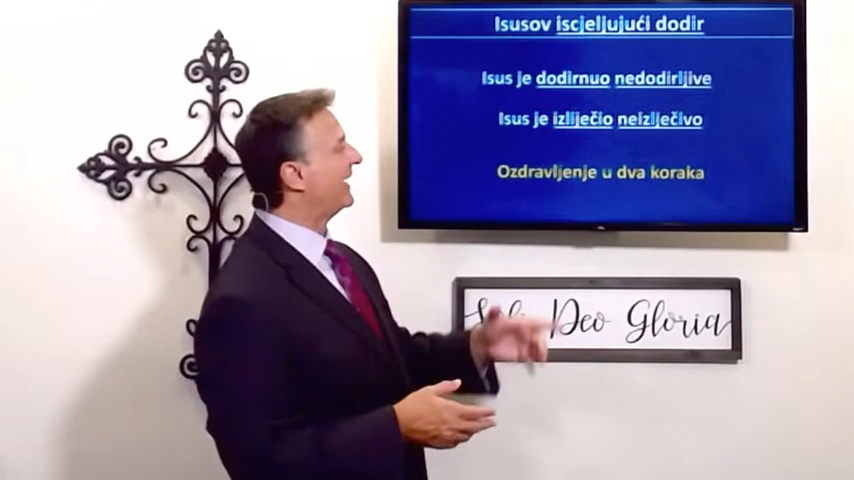 Isusov iscjeljujući dodir
Isus je dodirnuo nedodirljive
Isus je izliječio neizlječivo
Ozdravljenje u dva koraka
Deo Gloria